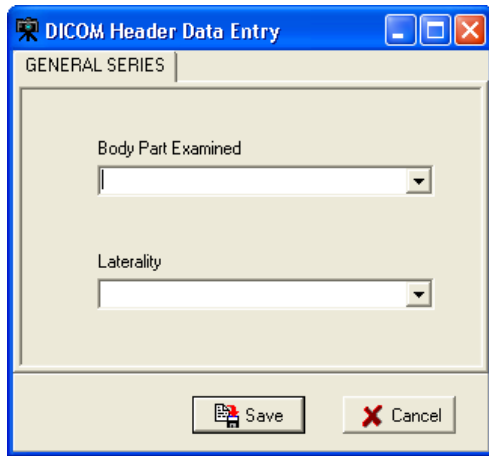 DICOM Header Data Entry
GENERAL SERIES
Body Part Examined
Laterality
Save
Cancel